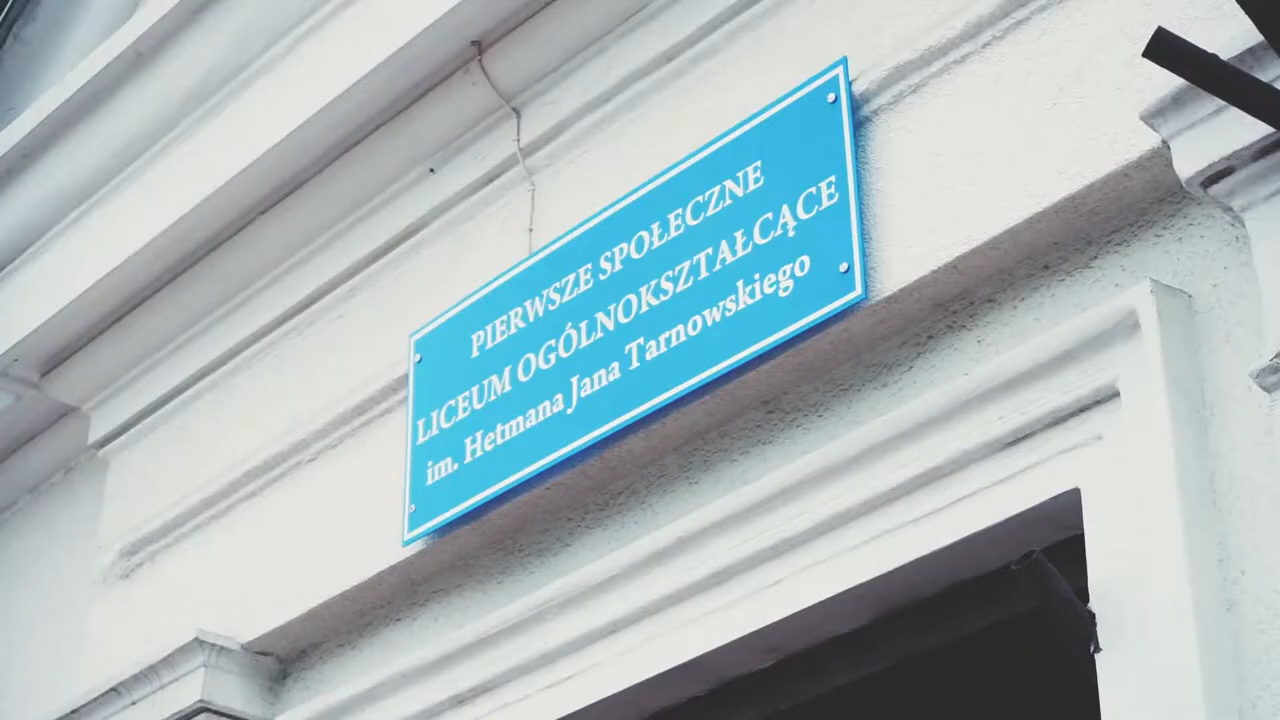 PIERWSZE SPOŁECZNE
LICEUM OGÓLNOKSZTAŁCĄCE
im. Hetmana Jana Tarnowskiego